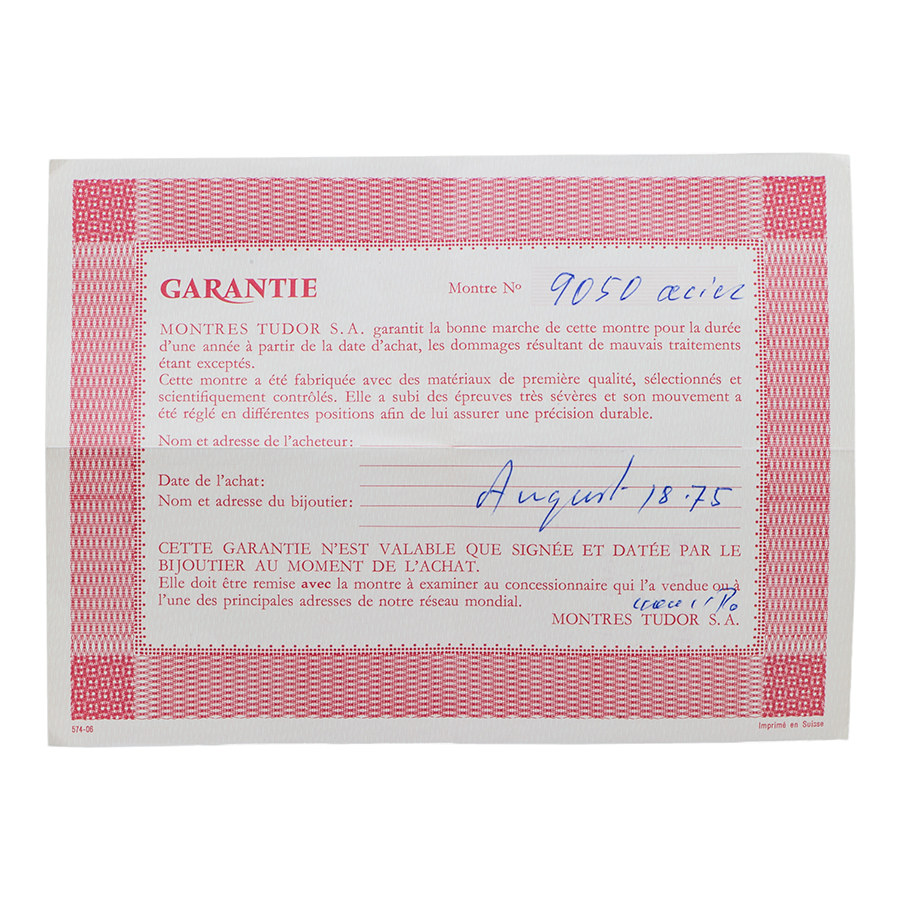 GARANTIE Montre Nº 9050 acier
MONTRES TUDOR S.A. garantit la bonne marche de cette montre pour la durée
d'une année à partir de la date d'achat, les dommages résultant de mauvais traitements
étant exceptés.
Cette montre a été fabriquée avec des matériaux de première qualité, sélectionnés et
scientifiquement contrôlés. Elle a subi des épreuves très sévères et son mouvement a
été réglé en différentes positions afin de lui assurer une précision durable.
Nom et adresse de l'acheteur:
Date de l'achat:
Nom et adresse du bijoutier: August 18.75
CETTE GARANTIE N'EST VALABLE QUE SIGNÉE ET DATÉE PAR LE
BIJOUTIER AU MOMENT DE L'ACHAT.
Elle doit être remise avec la montre à examiner au concessionnaire qui l'a vendue ou à
l'une des principales adresses de notre réseau mondial.
MONTRES TUDOR S.A.
574-06 Imprimé en Suisse